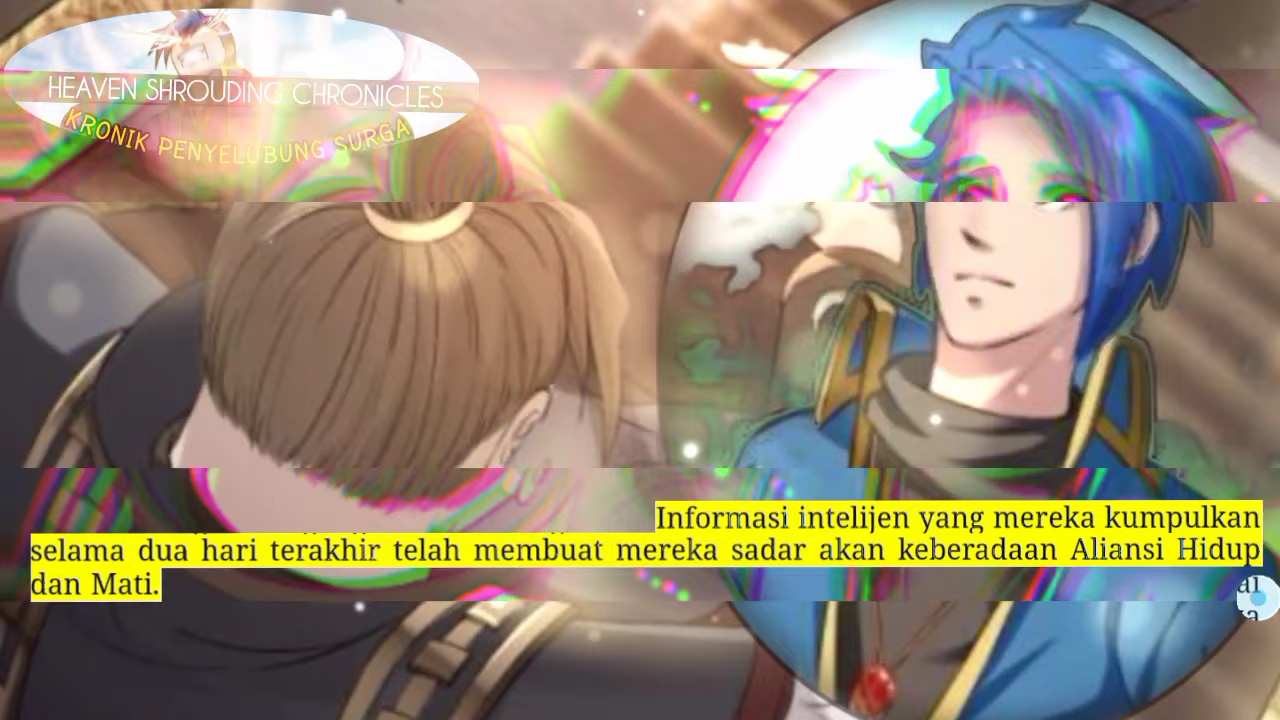 HEAVEN SHROUDING CHRONICLES
KRONIK PENYELUBUNG SURGA
Informasi intelijen yang mereka kumpulkan
selama dua hari terakhir telah membuat mereka sadar akan keberadaan Aliansi Hidup
dan Mati.